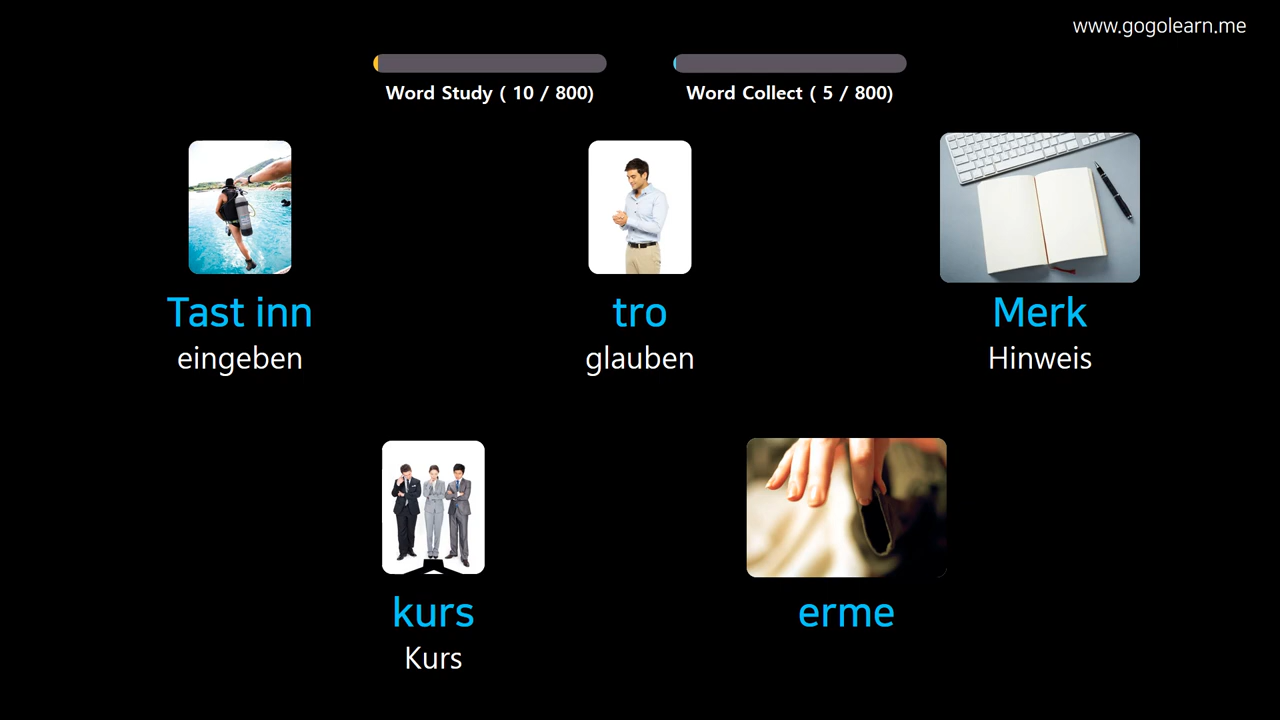 www.gogolearn.me
Word Study ( 10 / 800)
Word Collect ( 5 / 800)
Tast inn
eingeben
tro
glauben
Merk
Hinweis
kurs
Kurs
erme